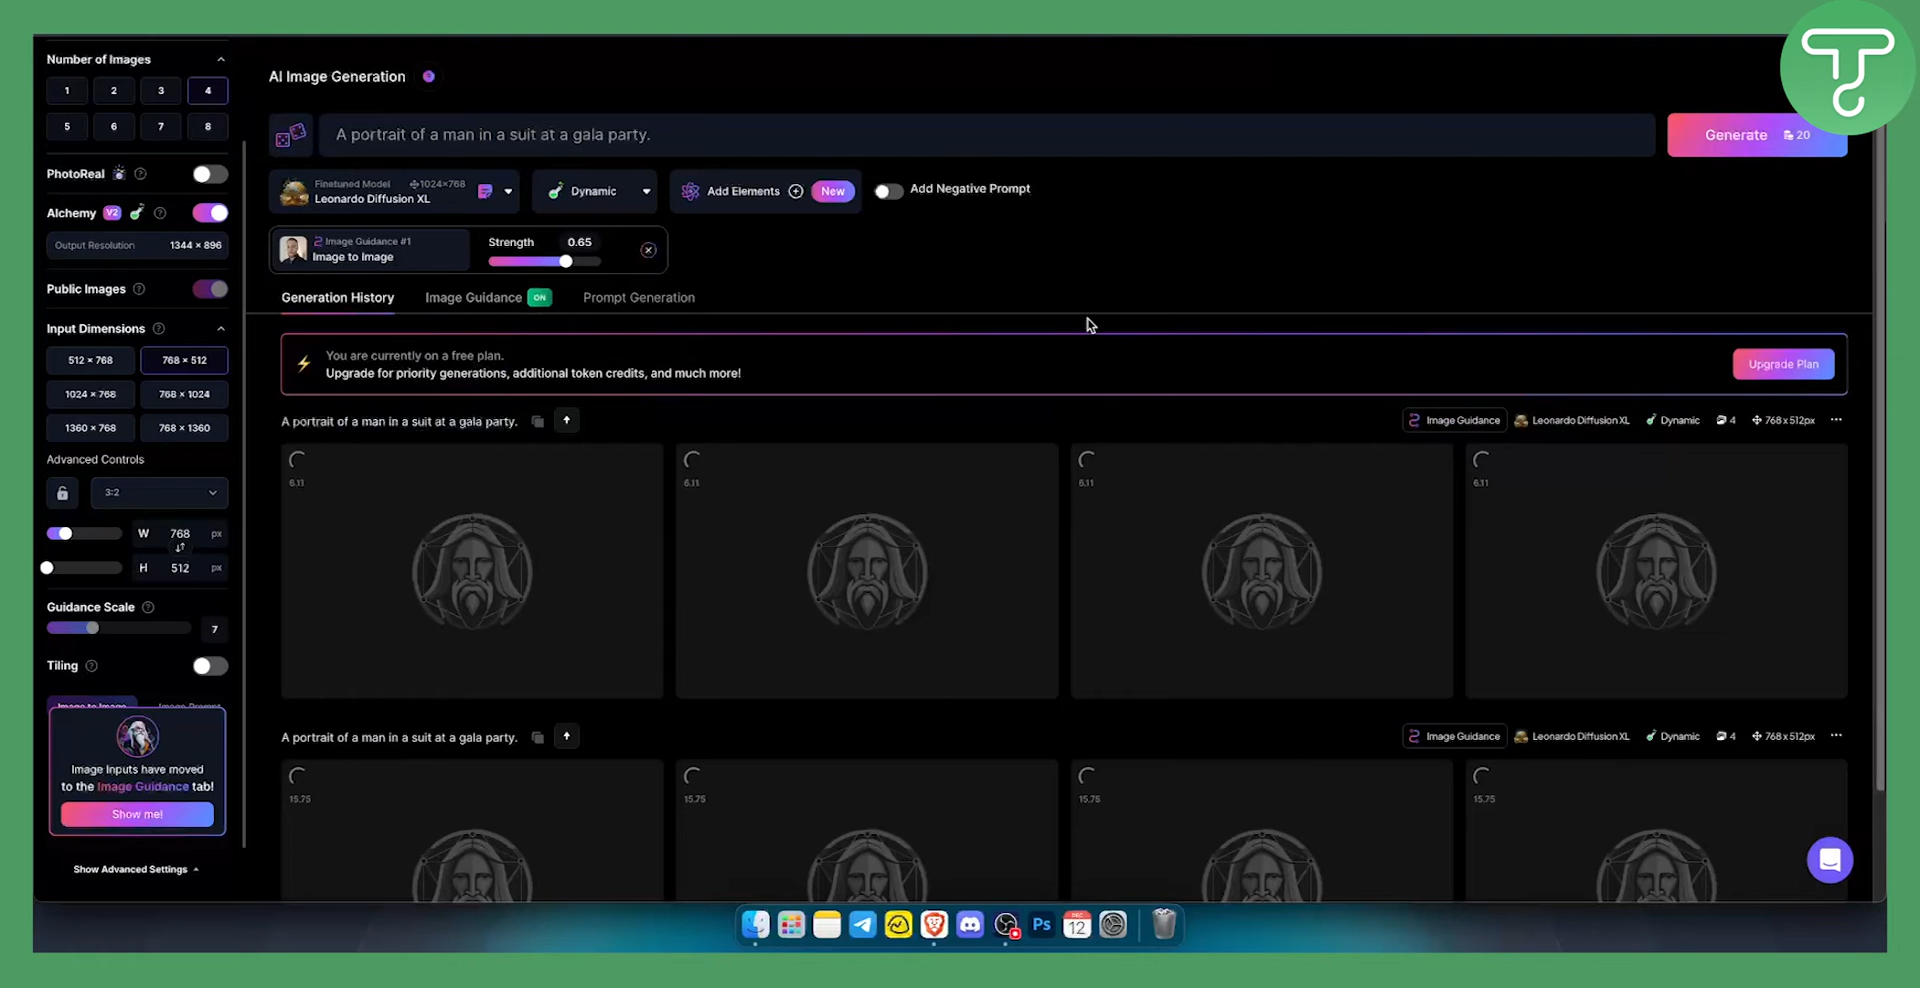 Number of Images
1 2 3 4
5 6 7 8
PhotoReal
Alchemy V2
Output Resolution 1344 × 896
Public Images
Input Dimensions
512 × 768 768 × 512
1024 × 768 768 × 1024
1360 × 768 768 × 1360
Advanced Controls
3:2
W 768 px
H 512 px
Guidance Scale
7
Tiling
Image to Image Image Prompt
Image Inputs have moved
to the Image Guidance tab!
Show me!
Show Advanced Settings
AI Image Generation
A portrait of a man in a suit at a gala party.
Generate 20
Finetuned Model 1024×768
Leonardo Diffusion XL
Dynamic
Add Elements New
Add Negative Prompt
Image Guidance #1
Image to Image
Strength 0.65
Generation History Image Guidance ON Prompt Generation
You are currently on a free plan.
Upgrade for priority generations, additional token credits, and much more!
Upgrade Plan
A portrait of a man in a suit at a gala party.
Image Guidance Leonardo Diffusion XL Dynamic 4 768x512px
6.11 6.11 6.11 6.11
A portrait of a man in a suit at a gala party.
Image Guidance Leonardo Diffusion XL Dynamic 4 768x512px
15.75 15.75 15.75 15.75
Ps
DEC
12